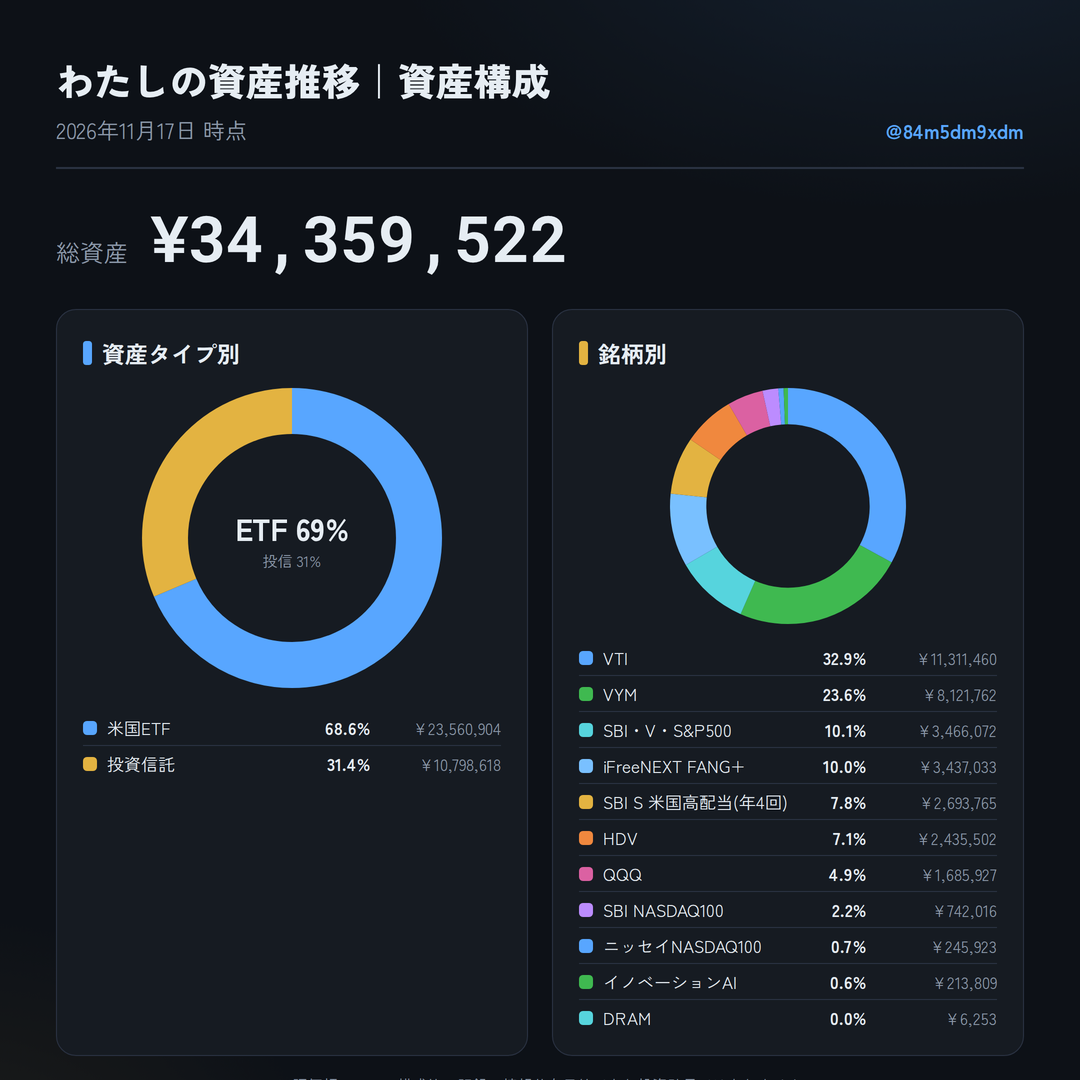 わたしの資産推移｜資産構成
2026年11月17日 時点
@84m5dm9xdm
総資産 ¥34,359,522
資産タイプ別
ETF 69%
投信 31%
米国ETF 68.6% ¥23,560,904
投資信託 31.4% ¥10,798,618
銘柄別
VTI 32.9% ¥11,311,460
VYM 23.6% ¥8,121,762
SBI・V・S&P500 10.1% ¥3,466,072
iFreeNEXT FANG+ 10.0% ¥3,437,033
SBI S 米国高配当(年4回) 7.8% ¥2,693,765
HDV 7.1% ¥2,435,502
QQQ 4.9% ¥1,685,927
SBI NASDAQ100 2.2% ¥742,016
ニッセイNASDAQ100 0.7% ¥245,923
イノベーションAI 0.6% ¥213,809
DRAM 0.0% ¥6,253